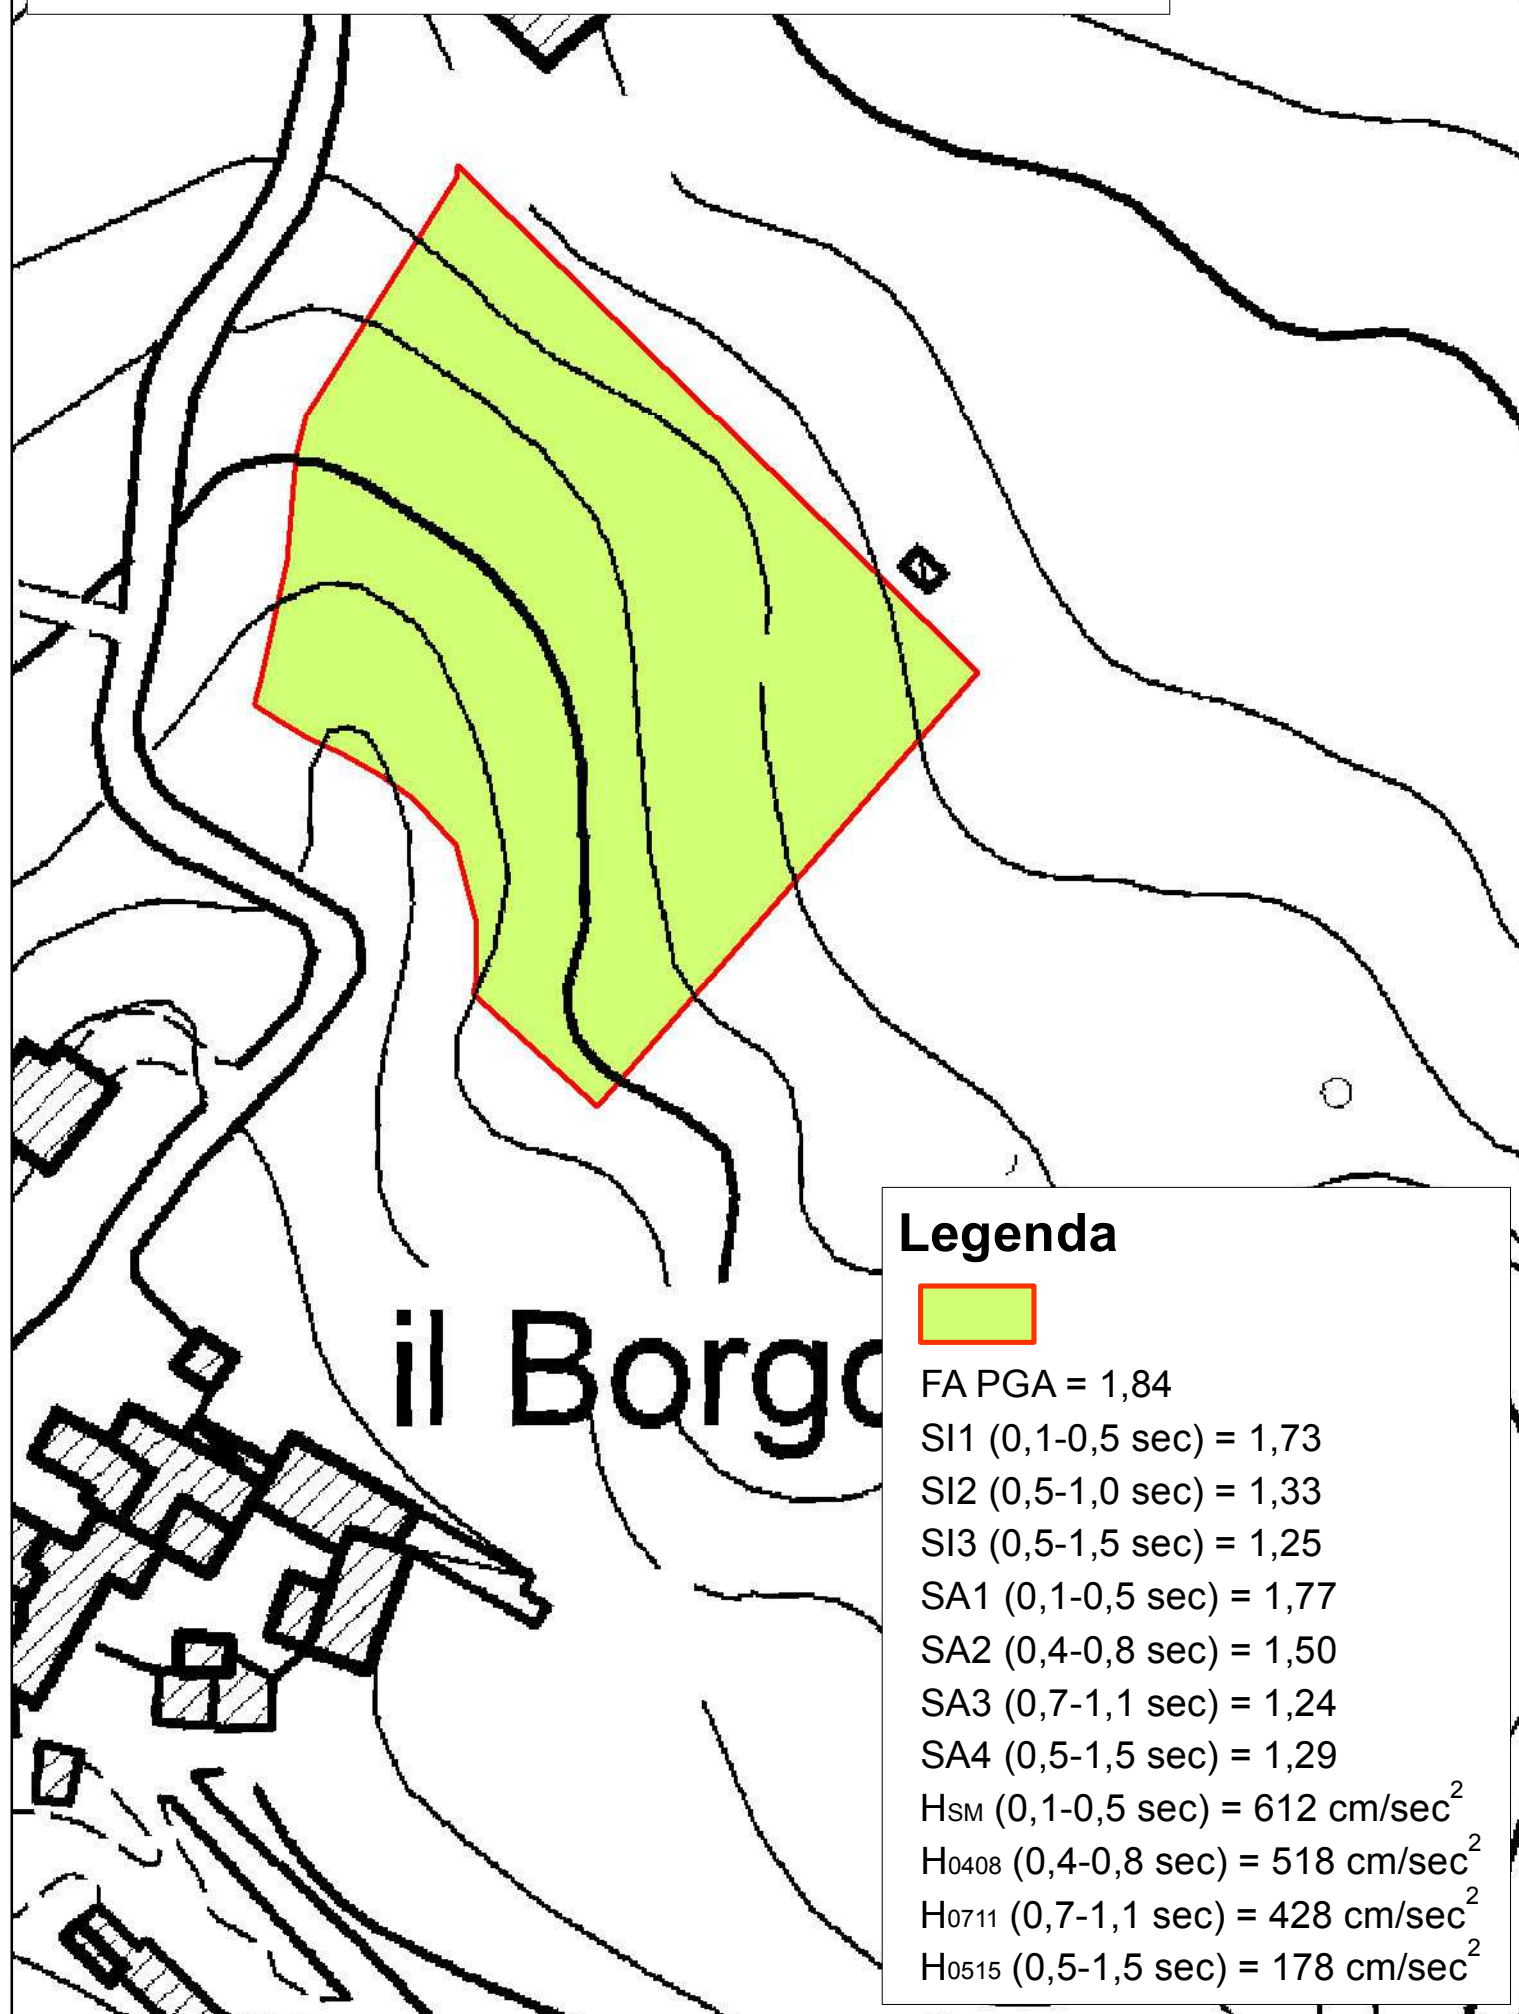 il Borgo
Legenda
FA PGA = 1,84
SI1 (0,1-0,5 sec) = 1,73
SI2 (0,5-1,0 sec) = 1,33
SI3 (0,5-1,5 sec) = 1,25
SA1 (0,1-0,5 sec) = 1,77
SA2 (0,4-0,8 sec) = 1,50
SA3 (0,7-1,1 sec) = 1,24
SA4 (0,5-1,5 sec) = 1,29
HSM (0,1-0,5 sec) = 612 cm/sec²
H0408 (0,4-0,8 sec) = 518 cm/sec²
H0711 (0,7-1,1 sec) = 428 cm/sec²
H0515 (0,5-1,5 sec) = 178 cm/sec²